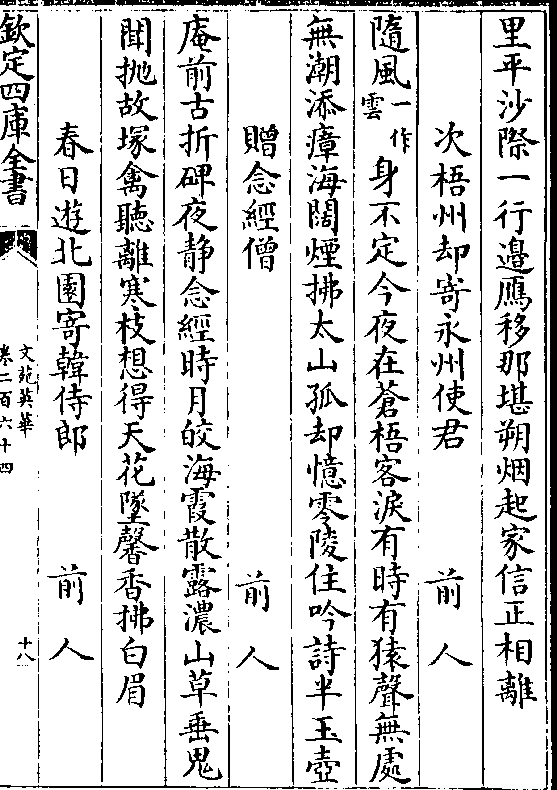 里平沙際一行邉鴈移那堪朔烟起家信正相離
次梧州却寄永州使君 前人
隨風一作雲身不定今夜在蒼梧客淚有時有猿聲無處
無潮添瘴海闊煙拂太山孤却憶零陵住吟詩半玉壺
贈念經僧 前人
庵前古折碑夜静念經時月皎海霞散露濃山草垂鬼
聞抛故塚禽聽離寒枝想得天花墜馨香拂白眉
春日遊北園寄韓侍郎 前人
欽定四庫全書 文苑英華 卷二百六十四 十八